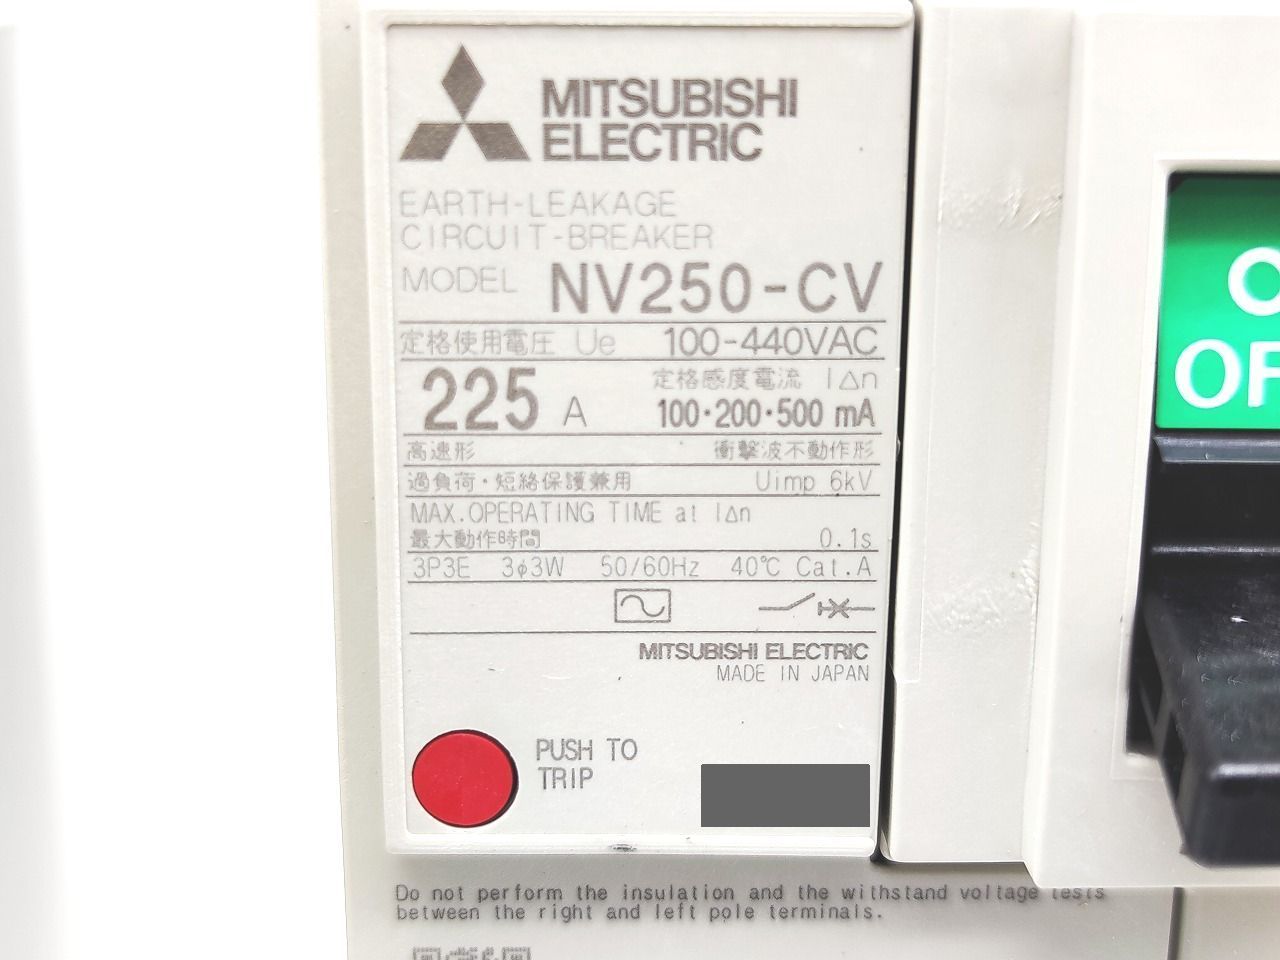 MITSUBISHI
ELECTRIC
EARTH-LEAKAGE
CIRCUIT-BREAKER
MODEL NV250-CV
定格使用電圧 Ue 100-440VAC
225 A 定格感度電流 I△n
100･200･500 mA
高速形 衝撃波不動作形
過負荷・短絡保護兼用 Uimp 6kV
MAX.OPERATING TIME at I△n
最大動作時間 0.1s
3P3E 3φ3W 50/60Hz 40℃ Cat.A
MITSUBISHI ELECTRIC
MADE IN JAPAN
PUSH TO
TRIP
Do not perform the insulation and the withstand voltage tests
between the right and left pole terminals.
O
OF